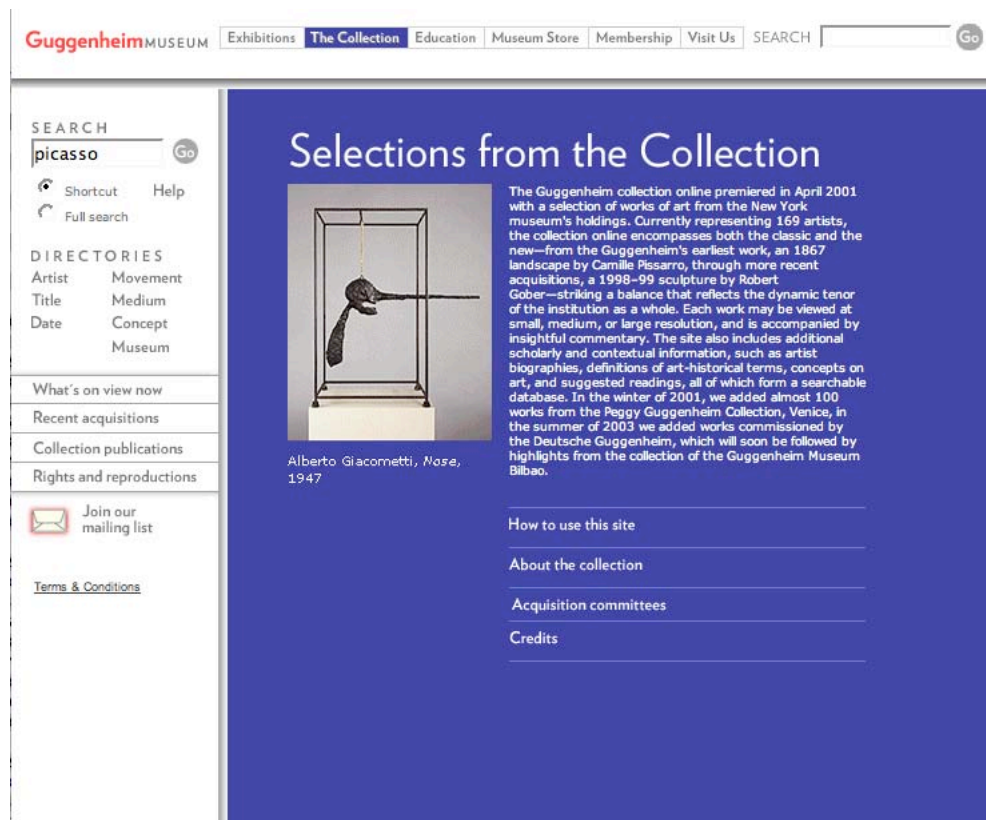 GuggenheimMUSEUM
Exhibitions The Collection Education Museum Store Membership Visit Us SEARCH Go
SEARCH
picasso Go
Shortcut Help
Full search
DIRECTORIES
Artist Movement
Title Medium
Date Concept
Museum
What's on view now
Recent acquisitions
Collection publications
Rights and reproductions
Join our
mailing list
Terms & Conditions
Selections from the Collection
The Guggenheim collection online premiered in April 2001
with a selection of works of art from the New York
museum's holdings. Currently representing 169 artists,
the collection online encompasses both the classic and the
new—from the Guggenheim's earliest work, an 1867
landscape by Camille Pissarro, through more recent
acquisitions, a 1998–99 sculpture by Robert
Gober—striking a balance that reflects the dynamic tenor
of the institution as a whole. Each work may be viewed at
small, medium, or large resolution, and is accompanied by
insightful commentary. The site also includes additional
scholarly and contextual information, such as artist
biographies, definitions of art-historical terms, concepts on
art, and suggested readings, all of which form a searchable
database. In the winter of 2001, we added almost 100
works from the Peggy Guggenheim Collection, Venice, in
the summer of 2003 we added works commissioned by
the Deutsche Guggenheim, which will soon be followed by
highlights from the collection of the Guggenheim Museum
Bilbao.
Alberto Giacometti, Nose,
1947
How to use this site
About the collection
Acquisition committees
Credits